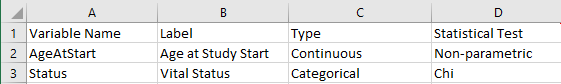 A B C D
1 Variable Name Label Type Statistical Test
2 AgeAtStart Age at Study Start Continuous Non-parametric
3 Status Vital Status Categorical Chi